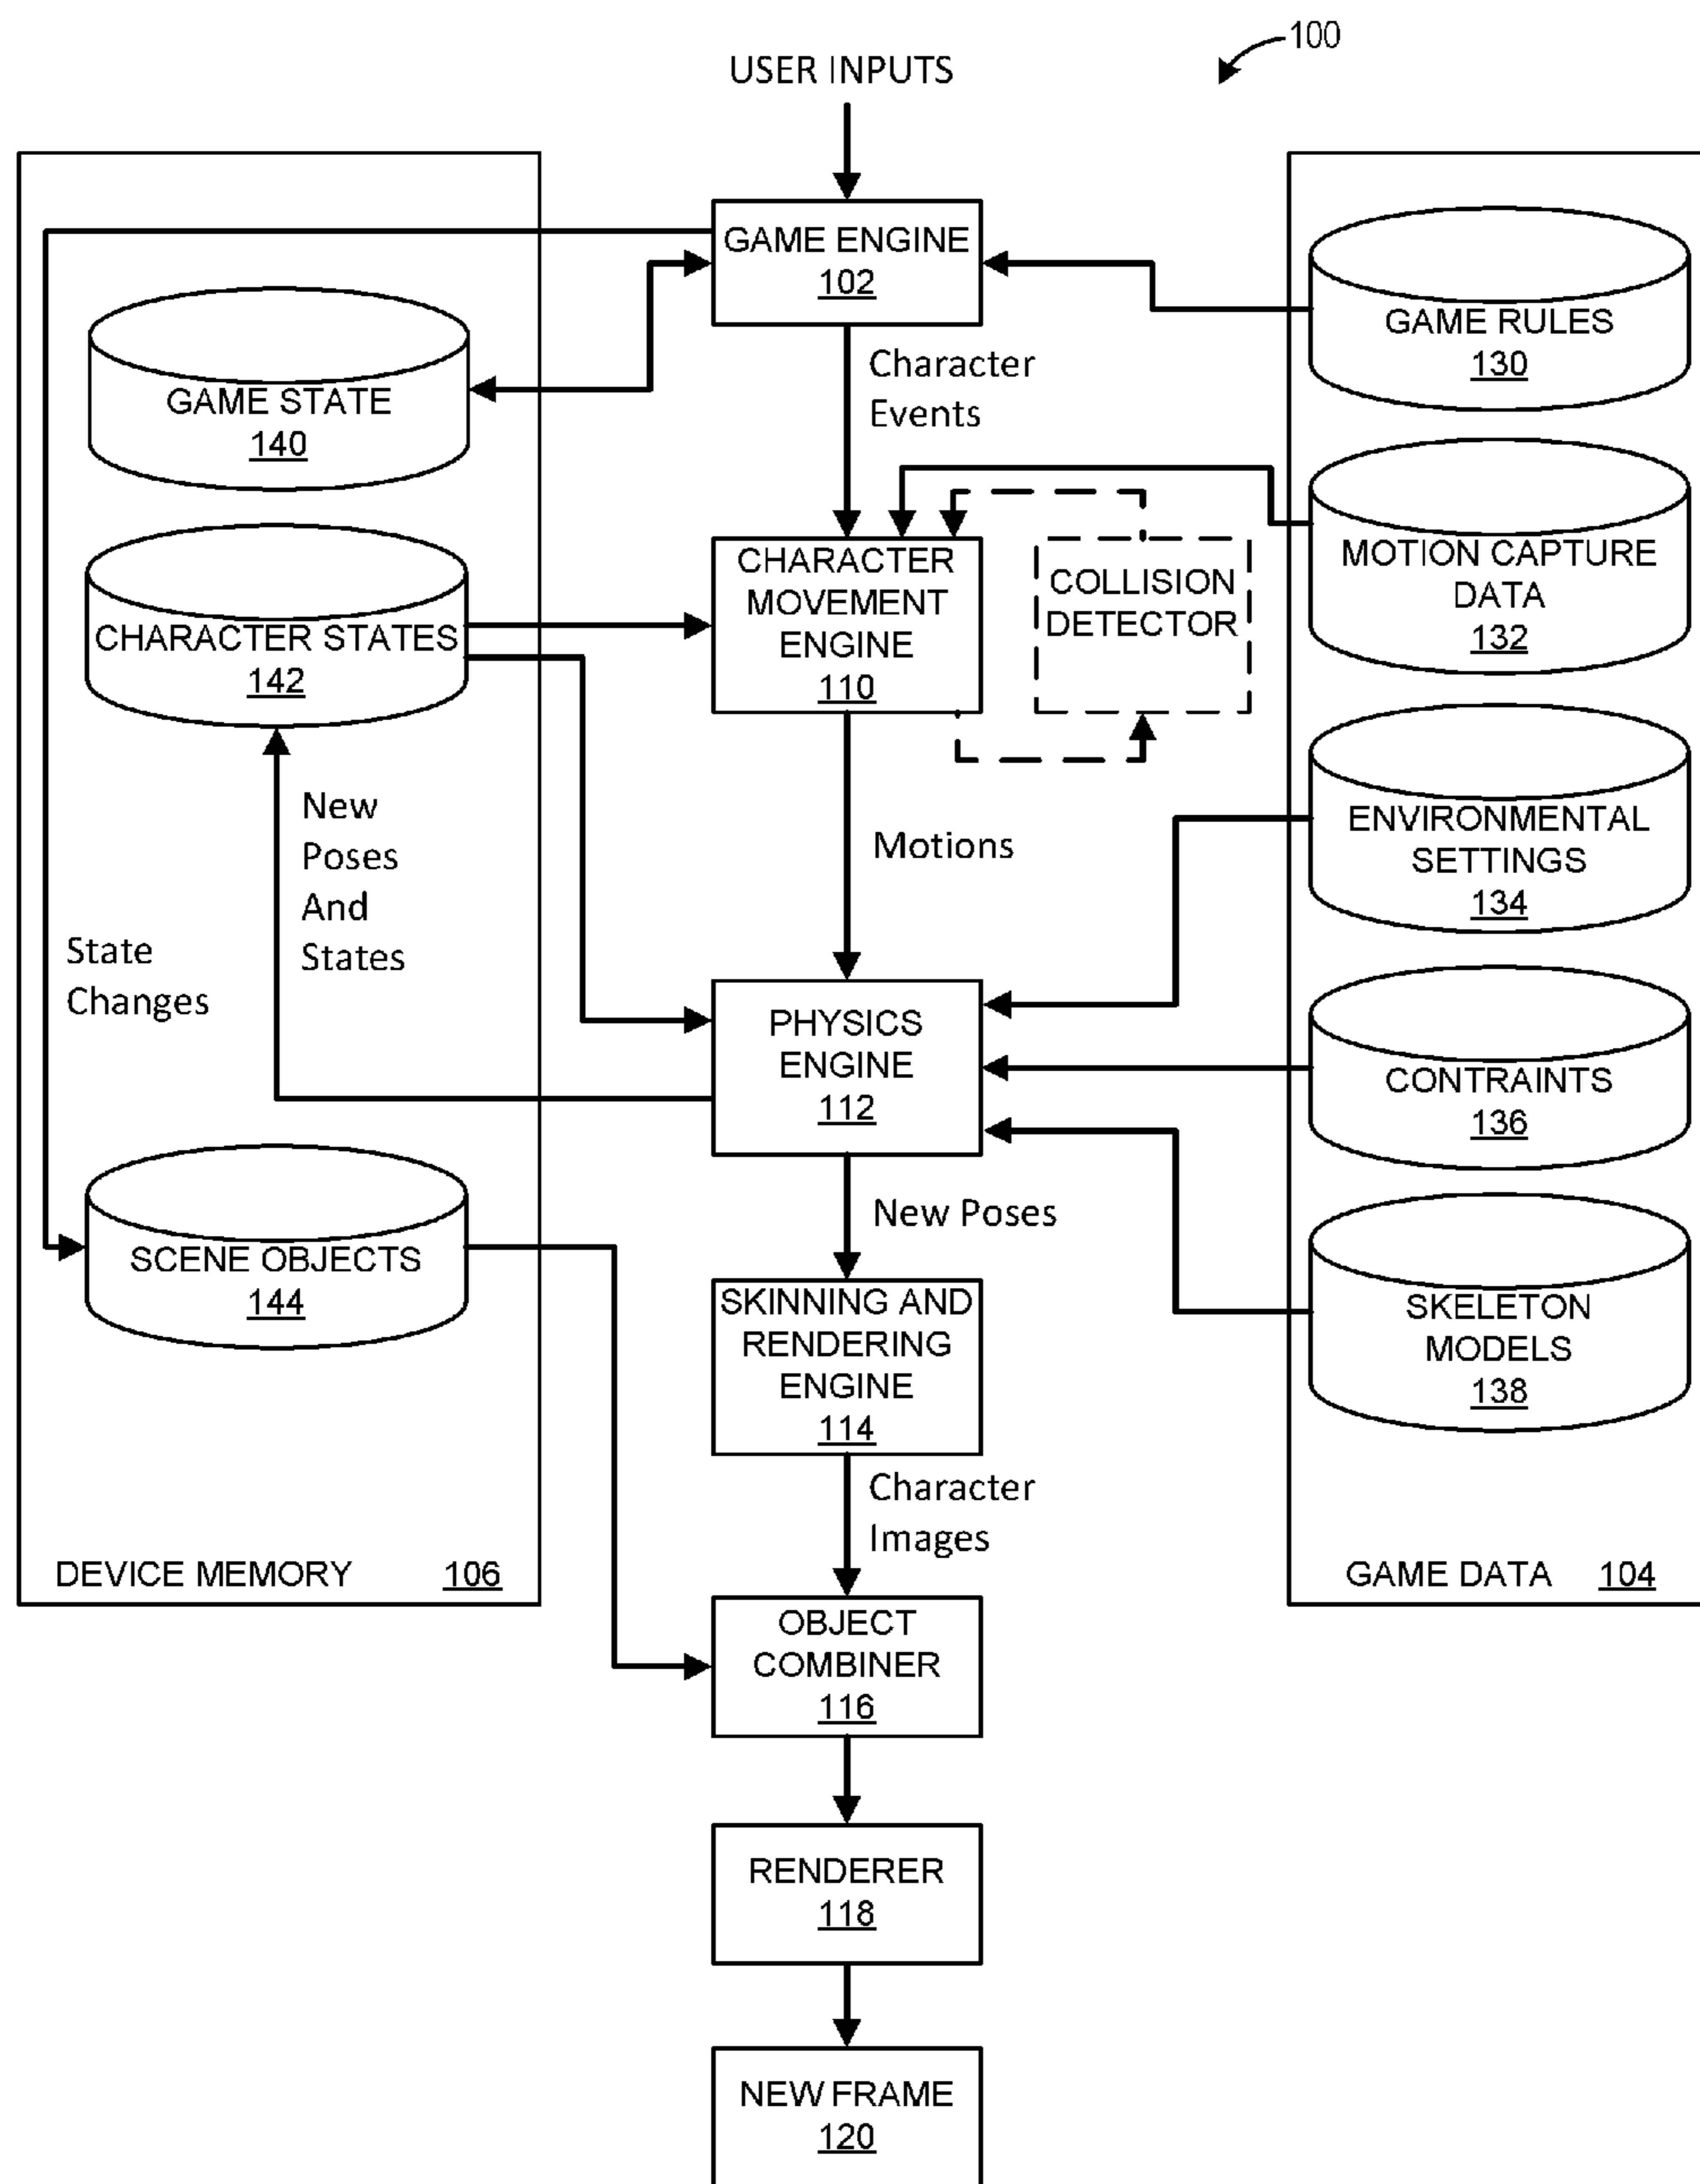 100
USER INPUTS
GAME ENGINE
102
GAME RULES
130
Character
Events
GAME STATE
140
MOTION CAPTURE
DATA
132
CHARACTER
MOVEMENT
ENGINE
110
COLLISION
DETECTOR
CHARACTER STATES
142
New
Poses
And
States
Motions
ENVIRONMENTAL
SETTINGS
134
State
Changes
PHYSICS
ENGINE
112
CONTRAINTS
136
New Poses
SCENE OBJECTS
144
SKINNING AND
RENDERING
ENGINE
114
SKELETON
MODELS
138
Character
Images
DEVICE MEMORY 106
GAME DATA 104
OBJECT
COMBINER
116
RENDERER
118
NEW FRAME
120